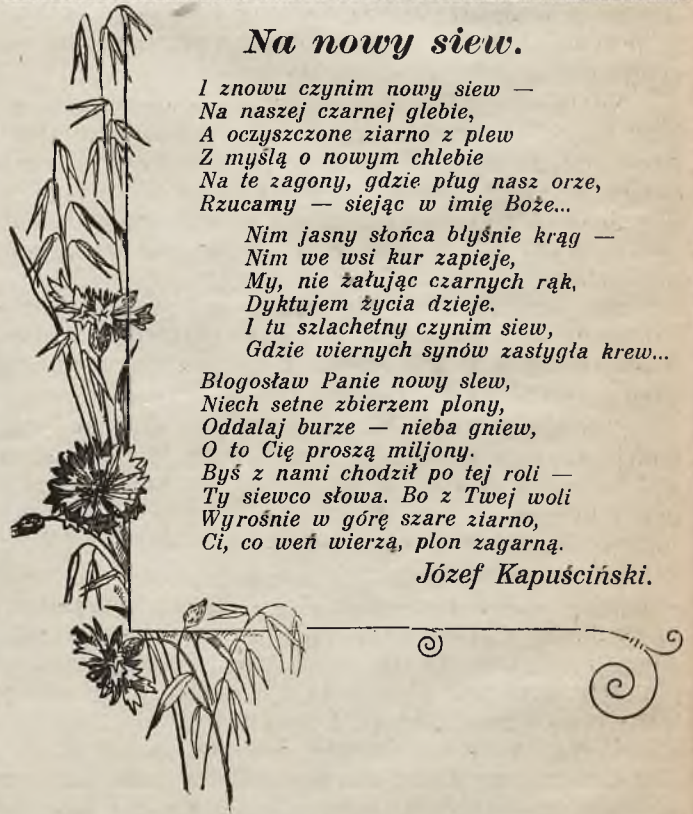 Na nowy siew.
I znowu czynim nowy siew —
Na naszej czarnej glebie,
A oczyszczone ziarno z plew
Z myślą o nowym chlebie
Na te zagony, gdzie pług nasz orze,
Rzucamy — siejąc w imię Boże...
Nim jasny słońca błyśnie krąg —
Nim we wsi kur zapieje,
My, nie żałując czarnych rąk,
Dyktujem życia dzieje.
I tu szlachetny czynim siew,
Gdzie wiernych synów zastygła krew...
Błogosław Panie nowy slew,
Niech setne zbierzem plony,
Oddalaj burze — nieba gniew,
O to Cię proszą miljony.
Byś z nami chodził po tej roli —
Ty siewco słowa. Bo z Twej woli
Wyrośnie w górę szare ziarno,
Ci, co weń wierzą, plon zagarną.
Józef Kapuściński.